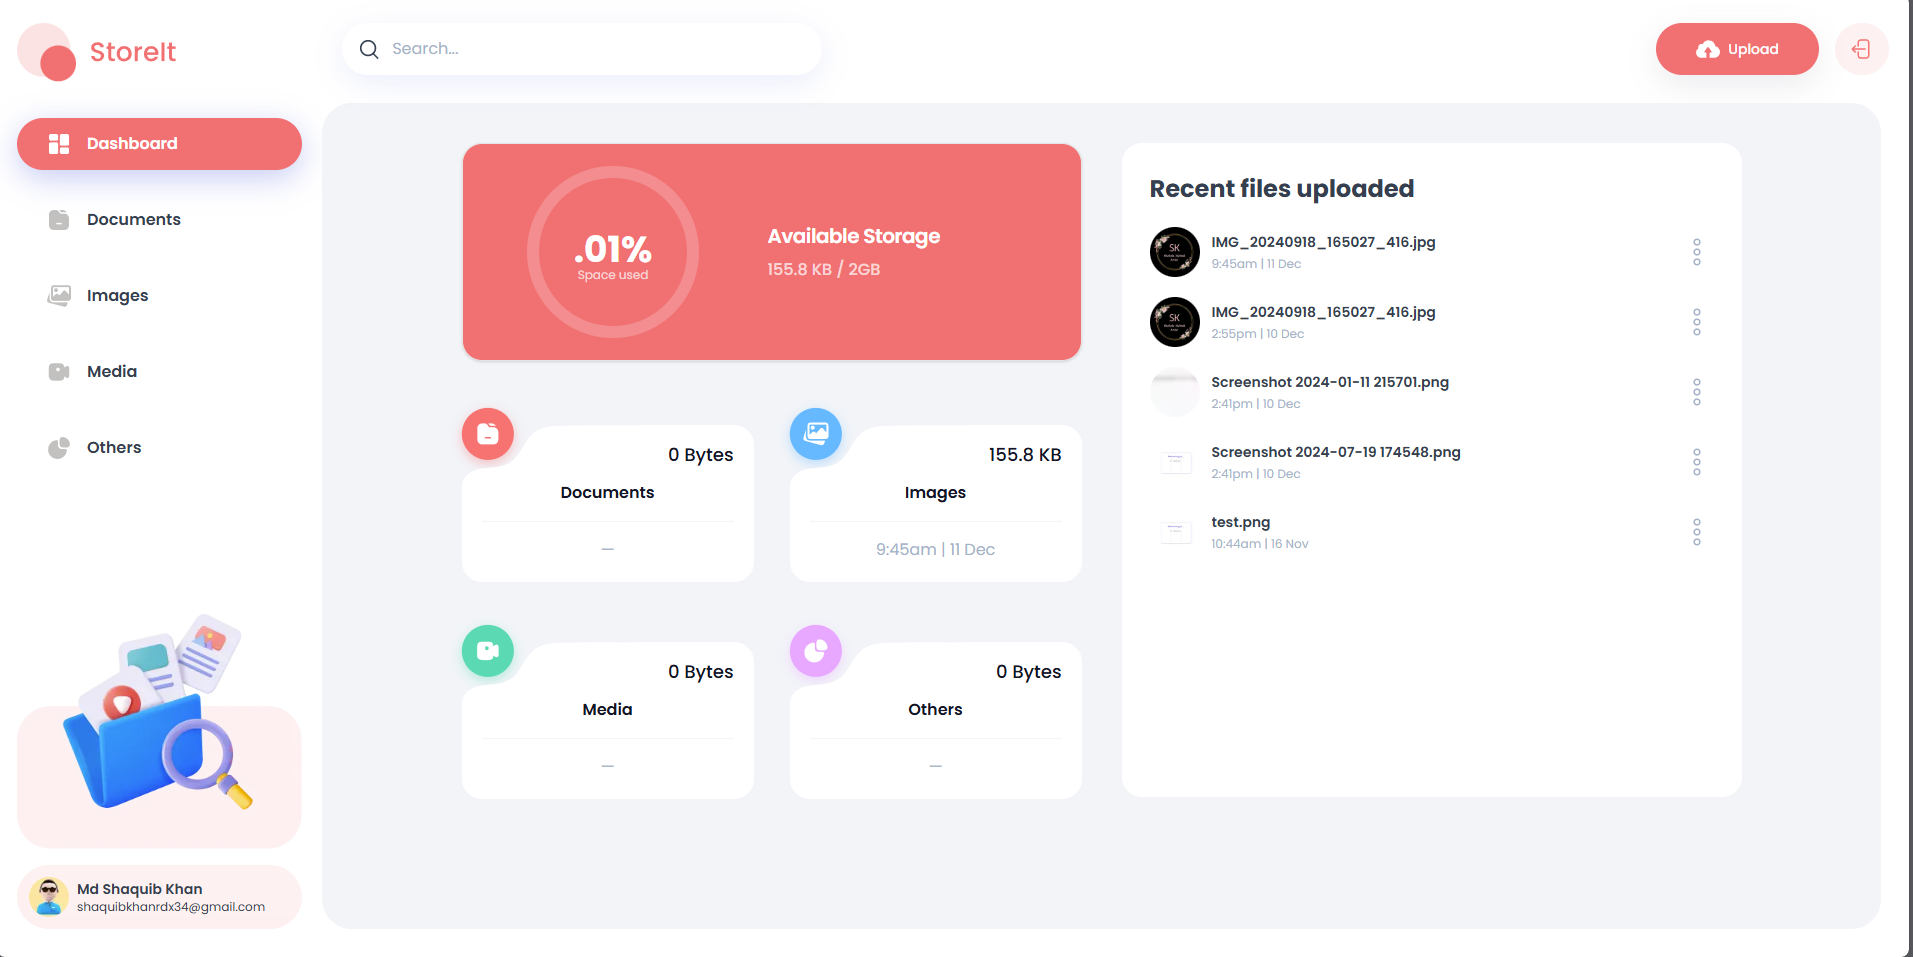 StoreIt
Search...
Upload
Dashboard
Documents
Images
Media
Others
Md Shaquib Khan
shaquibkhanrdx34@gmail.com
.01%
Space used
Available Storage
155.8 KB / 2GB
0 Bytes
Documents
—
155.8 KB
Images
9:45am | 11 Dec
0 Bytes
Media
—
0 Bytes
Others
—
Recent files uploaded
SK
IMG_20240918_165027_416.jpg
9:45am | 11 Dec
SK
IMG_20240918_165027_416.jpg
2:55pm | 10 Dec
Screenshot 2024-01-11 215701.png
2:41pm | 10 Dec
Screenshot 2024-07-19 174548.png
2:41pm | 10 Dec
test.png
10:44am | 16 Nov